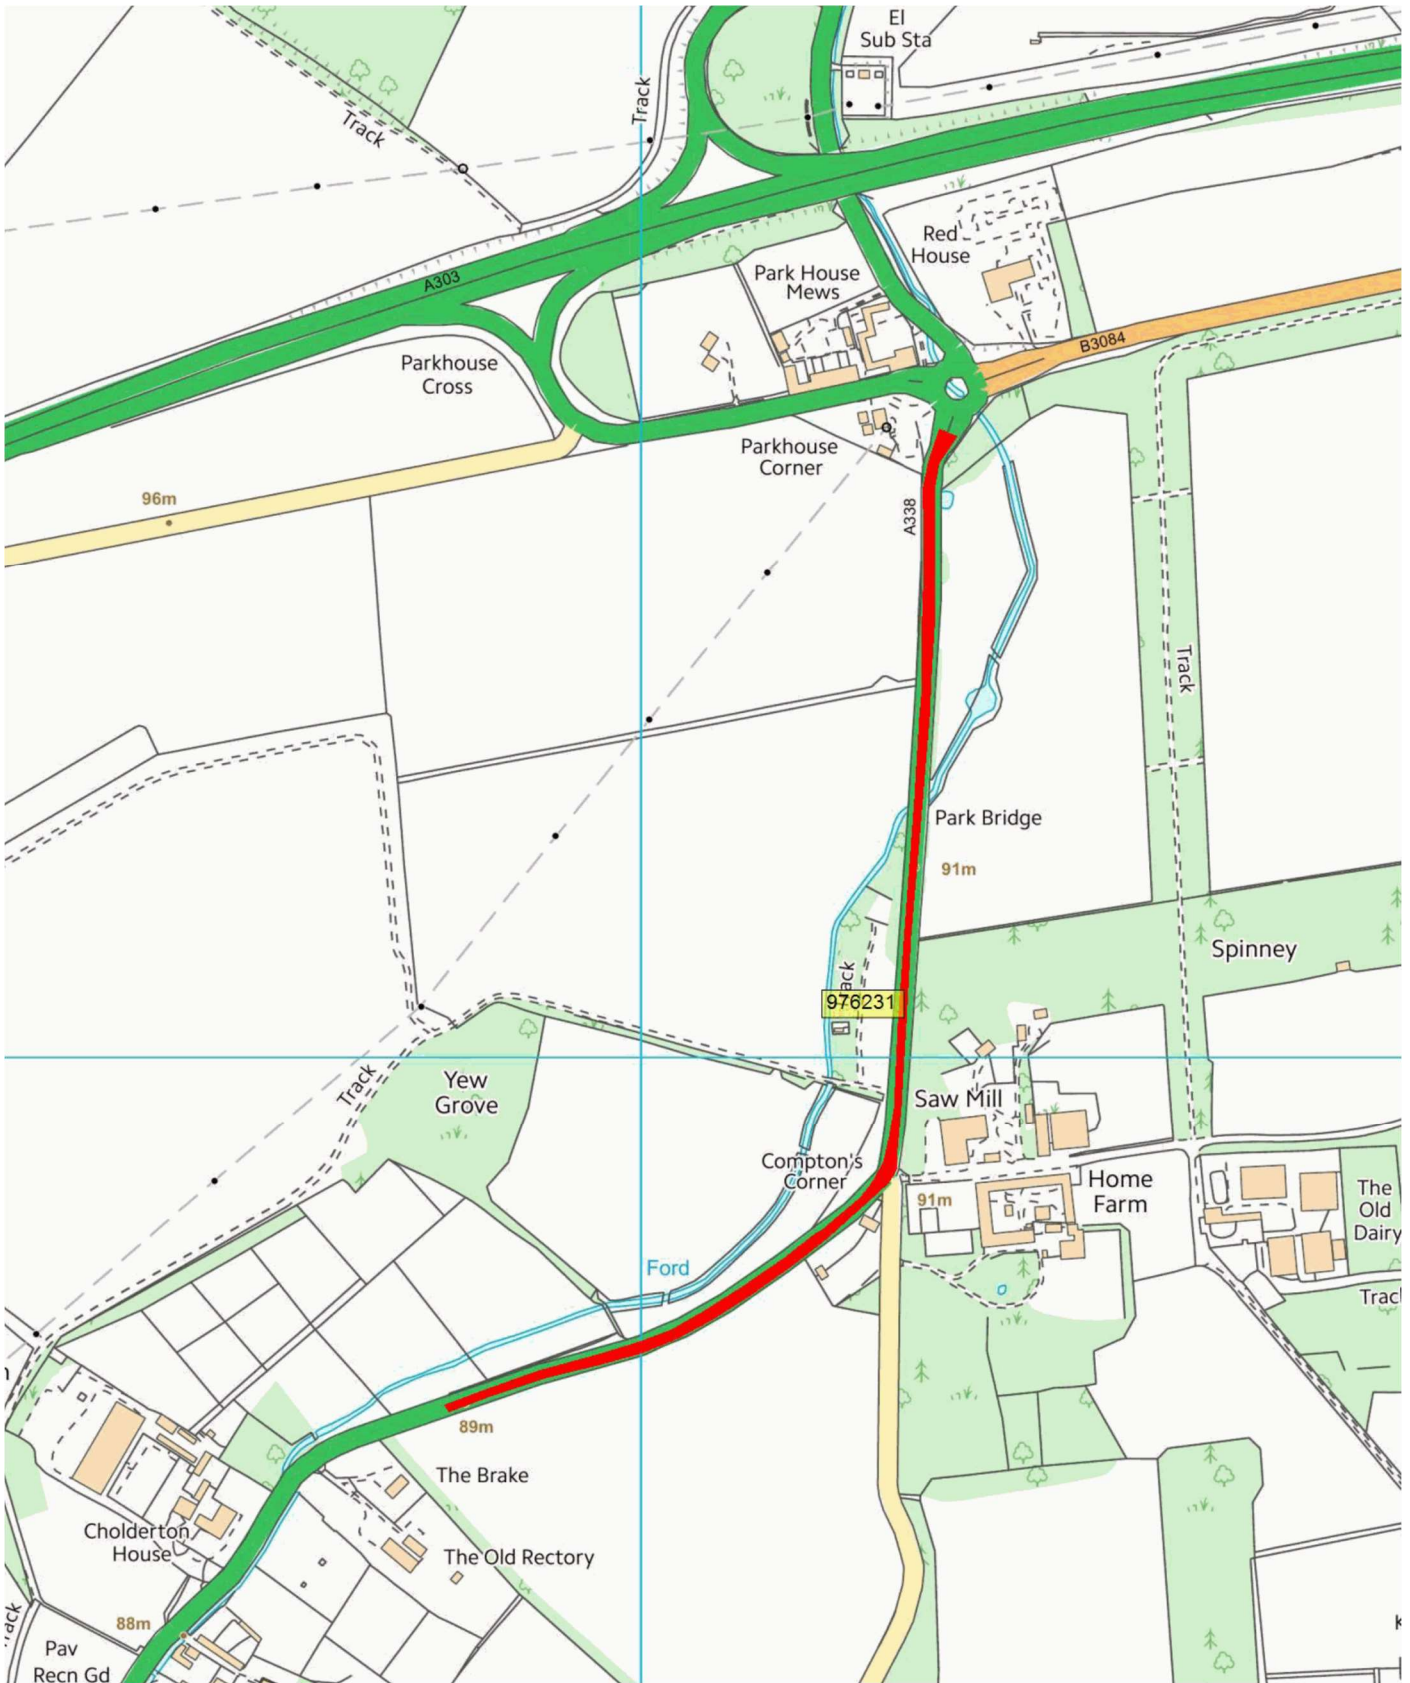 El
Sub Sta
Track
Track
Red
House
Park House
Mews
A303
B3084
Parkhouse
Cross
Parkhouse
Corner
96m
A338
Track
Park Bridge
91m
Spinney
976231
Yew
Grove
Track
Saw Mill
Compton's
Corner
Home
Farm
91m
The
Old
Dairy
Ford
89m
The Brake
Cholderton
House
The Old Rectory
88m
Pav
Recn Gd